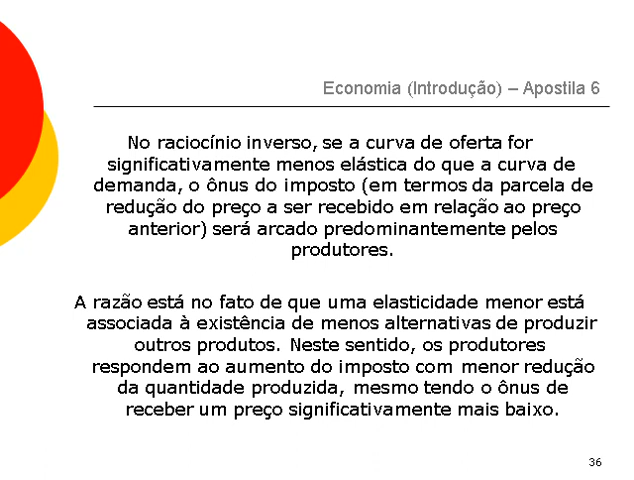 Economia (Introdução) – Apostila 6
No raciocínio inverso, se a curva de oferta for
significativamente menos elástica do que a curva de
demanda, o ônus do imposto (em termos da parcela de
redução do preço a ser recebido em relação ao preço
anterior) será arcado predominantemente pelos
produtores.
A razão está no fato de que uma elasticidade menor está
associada à existência de menos alternativas de produzir
outros produtos. Neste sentido, os produtores
respondem ao aumento do imposto com menor redução
da quantidade produzida, mesmo tendo o ônus de
receber um preço significativamente mais baixo.
36